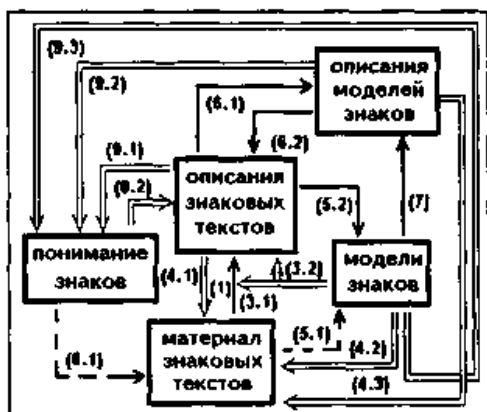 (9.3)
(9.2)
описания
моделей
знаков
(6.1)
(6.2)
(9.1)
описания
знаковых
текстов
(5.2)
(7)
понимание
знаков
(4.1)
(1)
(3.1)
(3.2)
модели
знаков
материал
знаковых
текстов
(5.1)
(4.2)
(4.3)